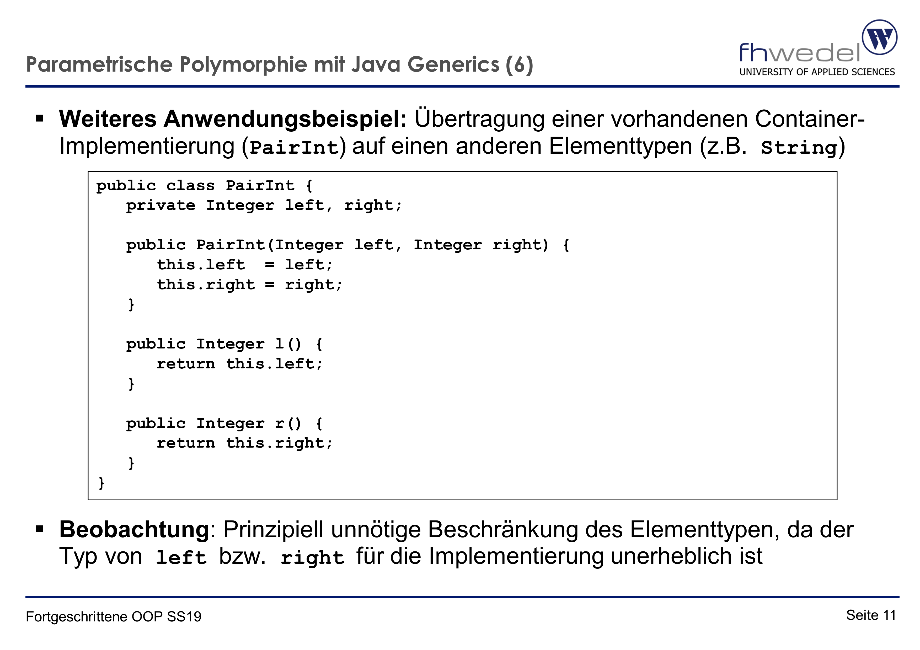 Parametrische Polymorphie mit Java Generics (6)
fhwedel
UNIVERSITY OF APPLIED SCIENCES
W
▪ Weiteres Anwendungsbeispiel: Übertragung einer vorhandenen Container-
Implementierung (PairInt) auf einen anderen Elementtypen (z.B. String)
public class PairInt {
   private Integer left, right;

   public PairInt(Integer left, Integer right) {
      this.left  = left;
      this.right = right;
   }

   public Integer l() {
      return this.left;
   }

   public Integer r() {
      return this.right;
   }
}
▪ Beobachtung: Prinzipiell unnötige Beschränkung des Elementtypen, da der
Typ von left bzw. right für die Implementierung unerheblich ist
Fortgeschrittene OOP SS19
Seite 11